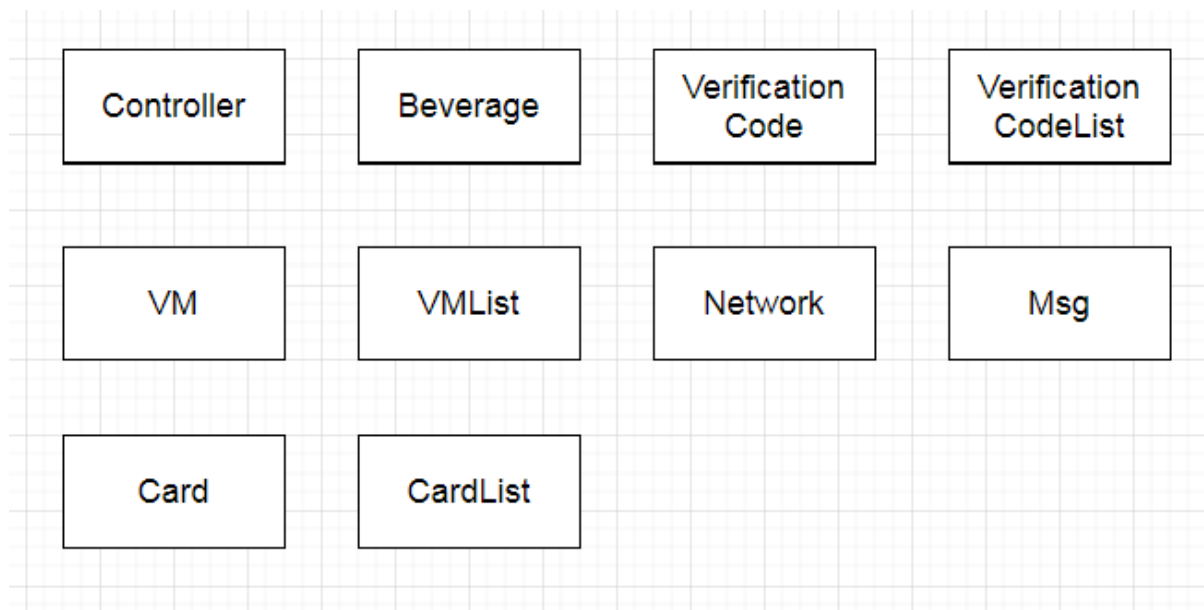 Controller
Beverage
Verification
Code
Verification
CodeList
VM
VMList
Network
Msg
Card
CardList